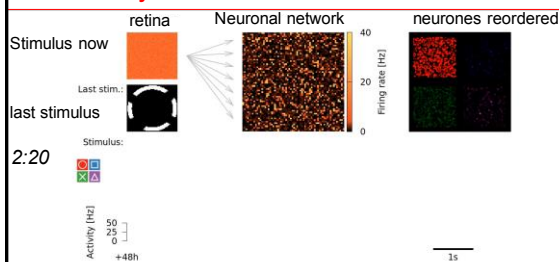 retina
Neuronal network
neurones reordered
Stimulus now
Last stim.:
last stimulus
40
20
0
Firing rate [Hz]
Stimulus:
2:20
Activity [Hz]
50
25
0
+48h
1s